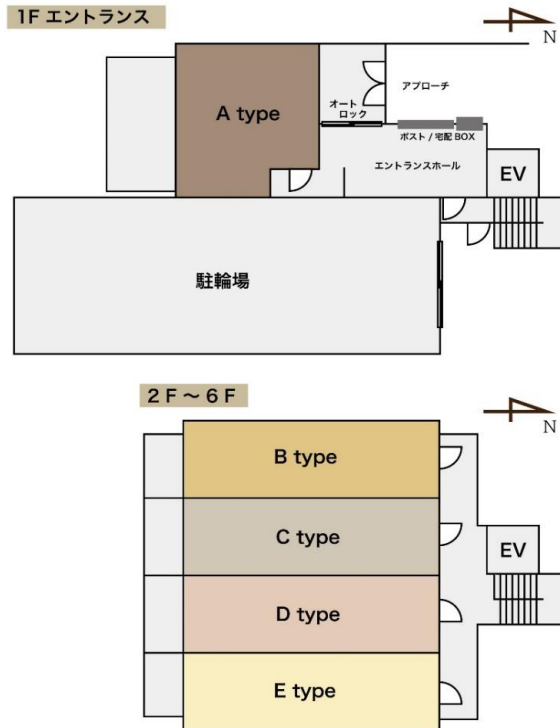 1F エントランス
N
アプローチ
オート
ロック
A type
ポスト / 宅配 BOX
エントランスホール
EV
駐輪場
2 F 〜 6 F
N
B type
C type
EV
D type
E type